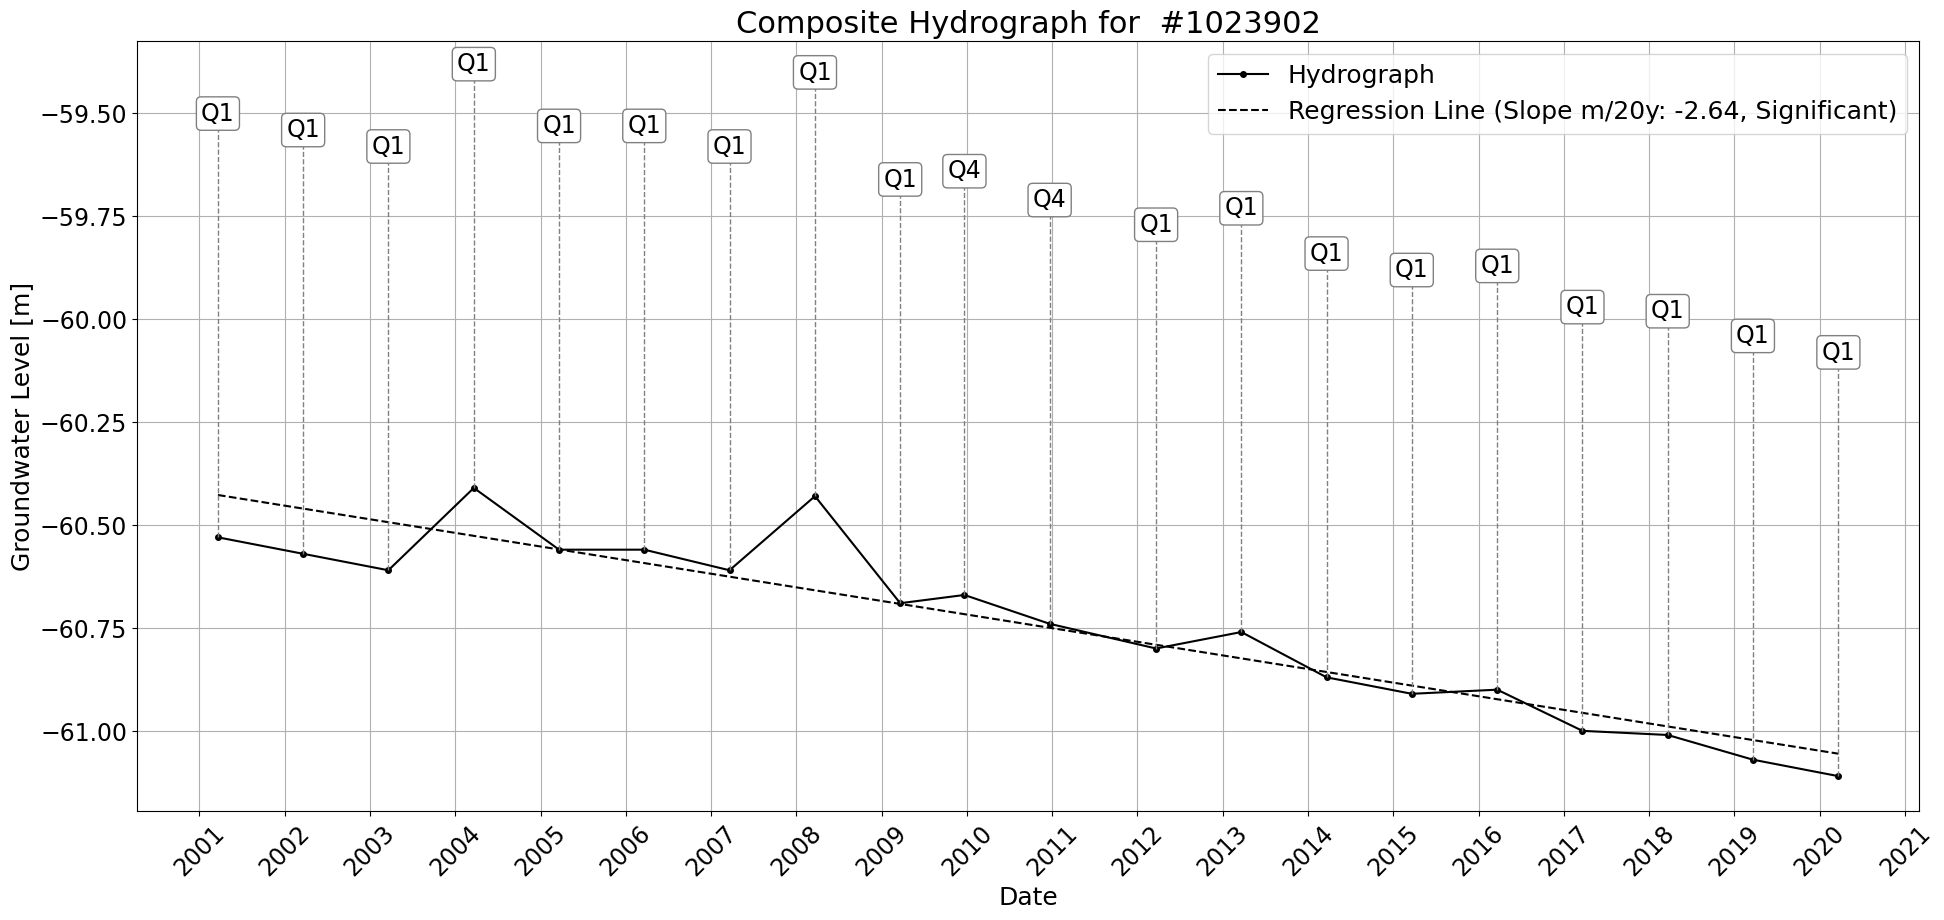 Composite Hydrograph for  #1023902
Hydrograph
Regression Line (Slope m/20y: -2.64, Significant)
Q1
Q1
Q1
Q1
Q1
Q1
Q1
Q1
Q1
Q4
Q4
Q1
Q1
Q1
Q1
Q1
Q1
Q1
Q1
Q1
Groundwater Level [m]
−59.50
−59.75
−60.00
−60.25
−60.50
−60.75
−61.00
2001
2002
2003
2004
2005
2006
2007
2008
2009
2010
2011
2012
2013
2014
2015
2016
2017
2018
2019
2020
2021
Date